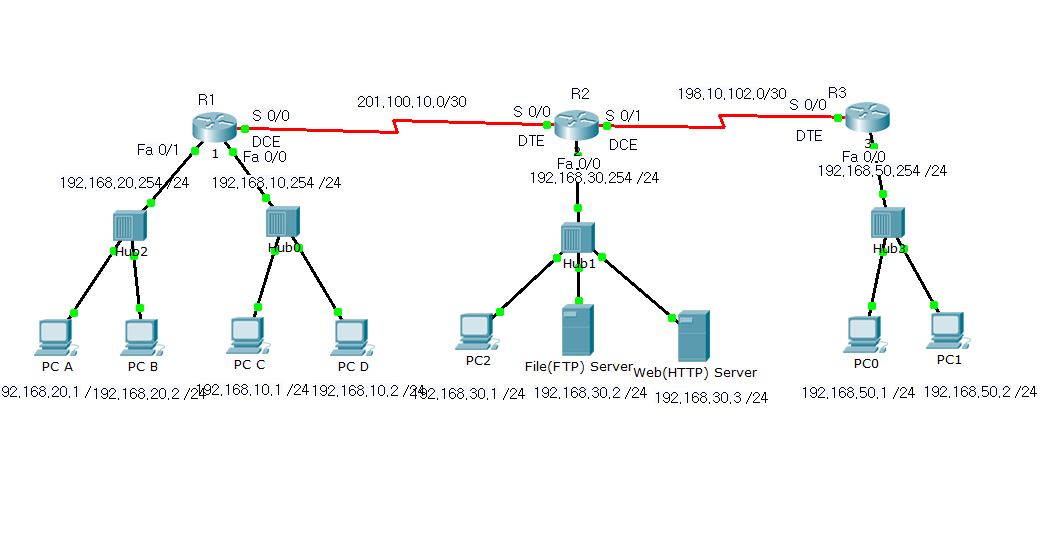 R1
R2
R3
201,100,10,0/30
198,10,102,0/30
S 0/0
S 0/0
S 0/1
S 0/0
DCE
DTE
DCE
DTE
Fa 0/1
1
Fa 0/0
Fa 0/0
Fa 0/0
192,168,20,254 /24
192,168,10,254 /24
192,168,30,254 /24
192,168,50,254 /24
Hub2
Hub0
Hub1
Hub3
PC A
PC B
PC C
PC D
PC2
File(FTP) Server
Web(HTTP) Server
PC0
PC1
192,168,20,1 /
192,168,20,2 /24
192,168,10,1 /24
192,168,10,2 /24
192,168,30,1 /24
192,168,30,2 /24
192,168,30,3 /24
192,168,50,1 /24
192,168,50,2 /24